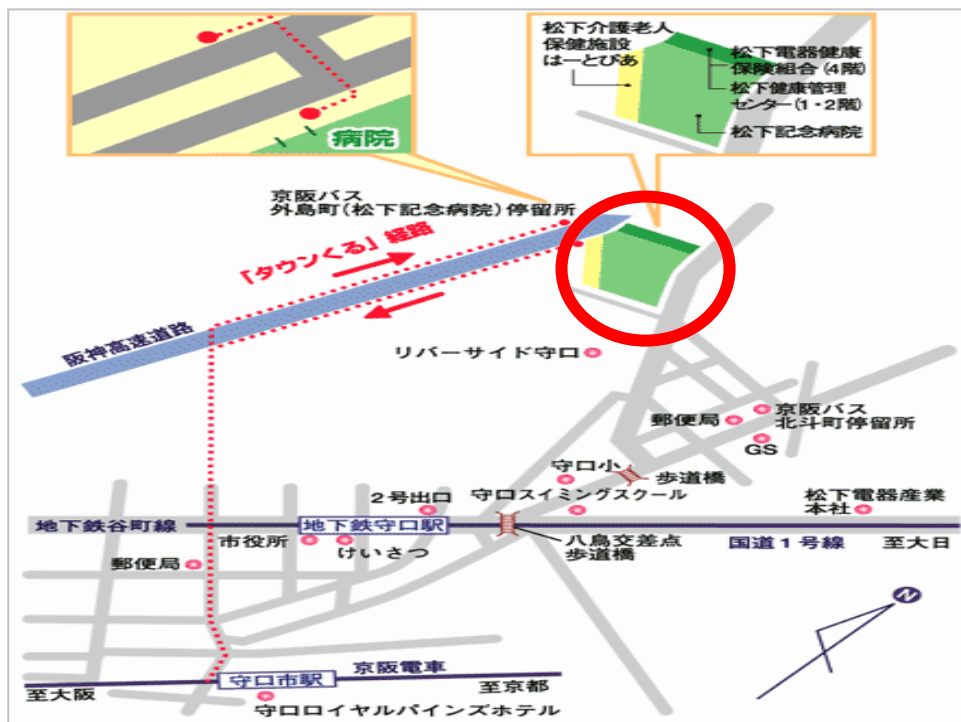 松下介護老人
保健施設
はーとぴあ
松下電器健康
保険組合(4階)
松下健康管理
センター(1・2階)
松下記念病院
病院
京阪バス
外島町(松下記念病院)停留所
「タウンくる」経路
阪神高速道路
リバーサイド守口
郵便局
京阪バス
北斗町停留所
GS
守口小
歩道橋
2号出口
守口スイミングスクール
松下電器産業
本社
地下鉄谷町線
地下鉄守口駅
市役所
けいさつ
八島交差点
歩道橋
国道1号線
至大日
郵便局
N
京阪電車
守口市駅
至大阪
至京都
守口ロイヤルパインズホテル